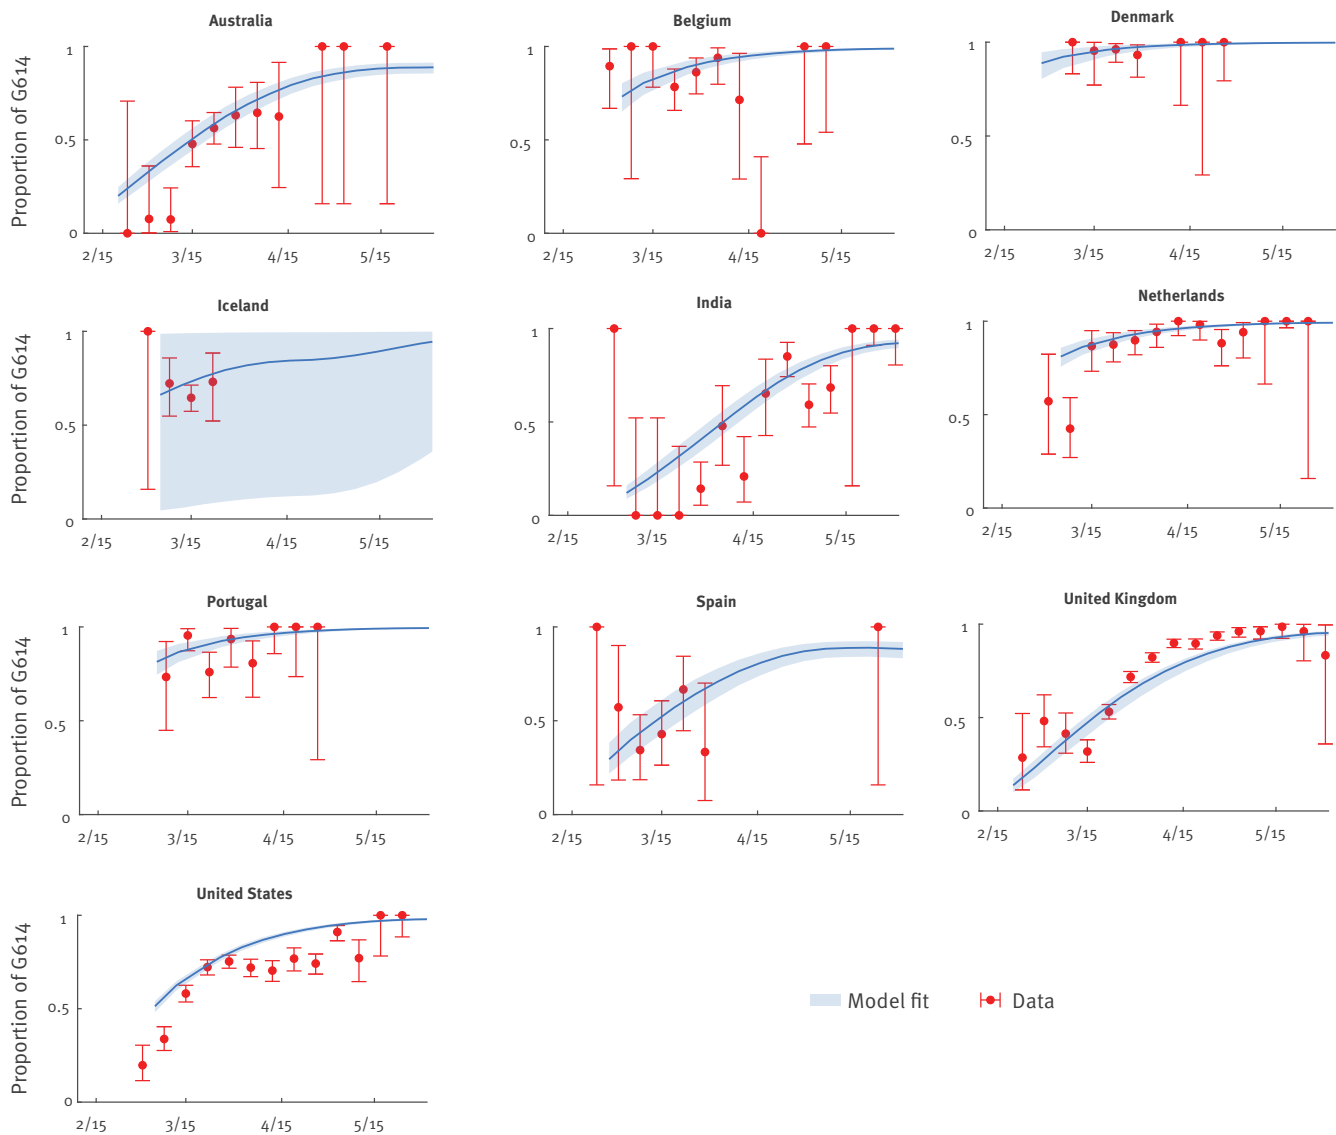 Australia
Belgium
Denmark
Proportion of G614
1
0.5
0
2/15 3/15 4/15 5/15
1
0.5
0
2/15 3/15 4/15 5/15
1
0.5
0
2/15 3/15 4/15 5/15
Iceland
India
Netherlands
Proportion of G614
1
0.5
0
2/15 3/15 4/15 5/15
1
0.5
0
2/15 3/15 4/15 5/15
1
0.5
0
2/15 3/15 4/15 5/15
Portugal
Spain
United Kingdom
Proportion of G614
1
0.5
0
2/15 3/15 4/15 5/15
1
0.5
0
2/15 3/15 4/15 5/15
1
0.5
0
2/15 3/15 4/15 5/15
United States
Proportion of G614
1
0.5
0
2/15 3/15 4/15 5/15
Model fit
Data